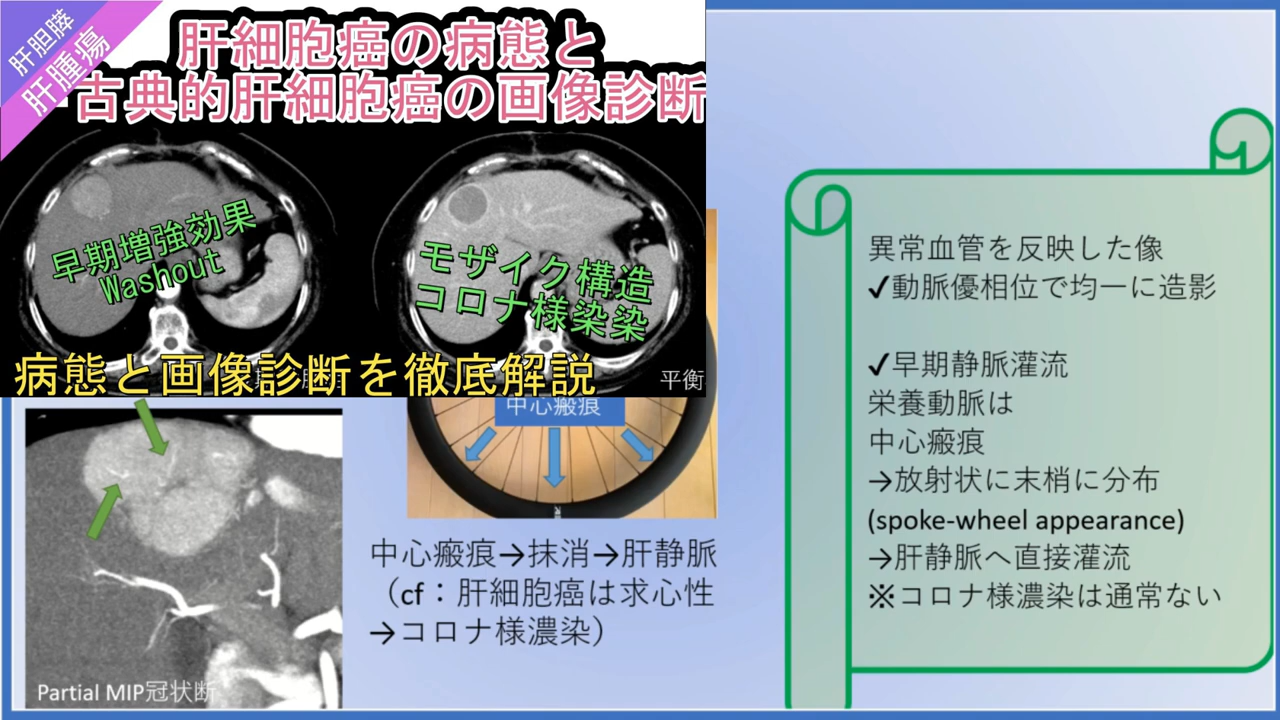 肝胆膵
肝腫瘍
肝細胞癌の病態と
古典的肝細胞癌の画像診断
早期増強効果
Washout
モザイク構造
コロナ様染染
病態と画像診断を徹底解説
平衡
中心瘢痕
Partial MIP冠状断
中心瘢痕→抹消→肝静脈
（cf：肝細胞癌は求心性
→コロナ様濃染）
異常血管を反映した像
✓動脈優相位で均一に造影
✓早期静脈灌流
栄養動脈は
中心瘢痕
→放射状に末梢に分布
(spoke-wheel appearance)
→肝静脈へ直接灌流
※コロナ様濃染は通常ない